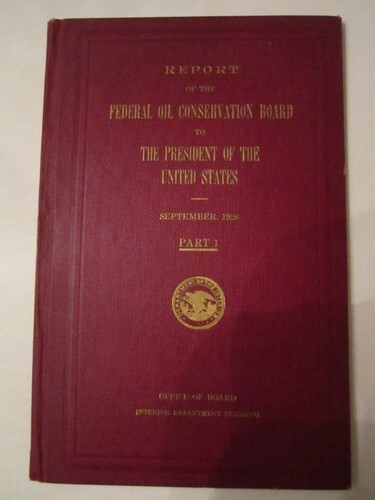 REPORT
OF THE
FEDERAL OIL CONSERVATION BOARD
TO
THE PRESIDENT OF THE
UNITED STATES
SEPTEMBER, 1926
PART 1
OFFICE OF BOARD
INTERIOR DEPARTMENT BUILDING